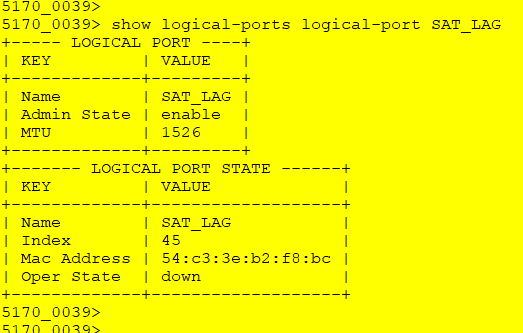 5170_0039>
5170_0039> show logical-ports logical-port SAT_LAG
+----- LOGICAL PORT ----+
| KEY         | VALUE   |
+-------------+---------+
| Name        | SAT_LAG |
| Admin State | enable  |
| MTU         | 1526    |
+-------------+---------+
+------- LOGICAL PORT STATE ------+
| KEY         | VALUE             |
+-------------+-------------------+
| Name        | SAT_LAG           |
| Index       | 45                |
| Mac Address | 54:c3:3e:b2:f8:bc |
| Oper State  | down              |
+-------------+-------------------+
5170_0039>
5170_0039>